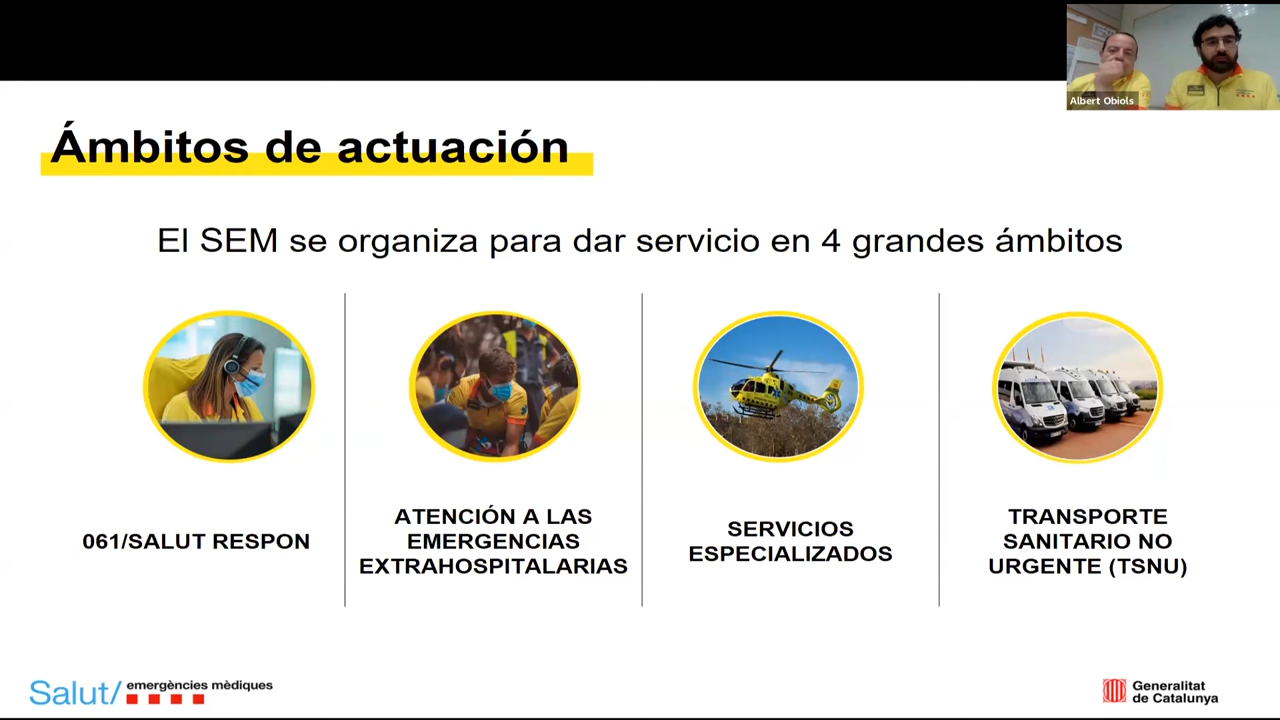 Albert Obiols
Ámbitos de actuación
El SEM se organiza para dar servicio en 4 grandes ámbitos
061/SALUT RESPON
ATENCIÓN A LAS
EMERGENCIAS
EXTRAHOSPITALARIAS
SERVICIOS
ESPECIALIZADOS
TRANSPORTE
SANITARIO NO
URGENTE (TSNU)
Salut/ emergències mèdiques
Generalitat
de Catalunya